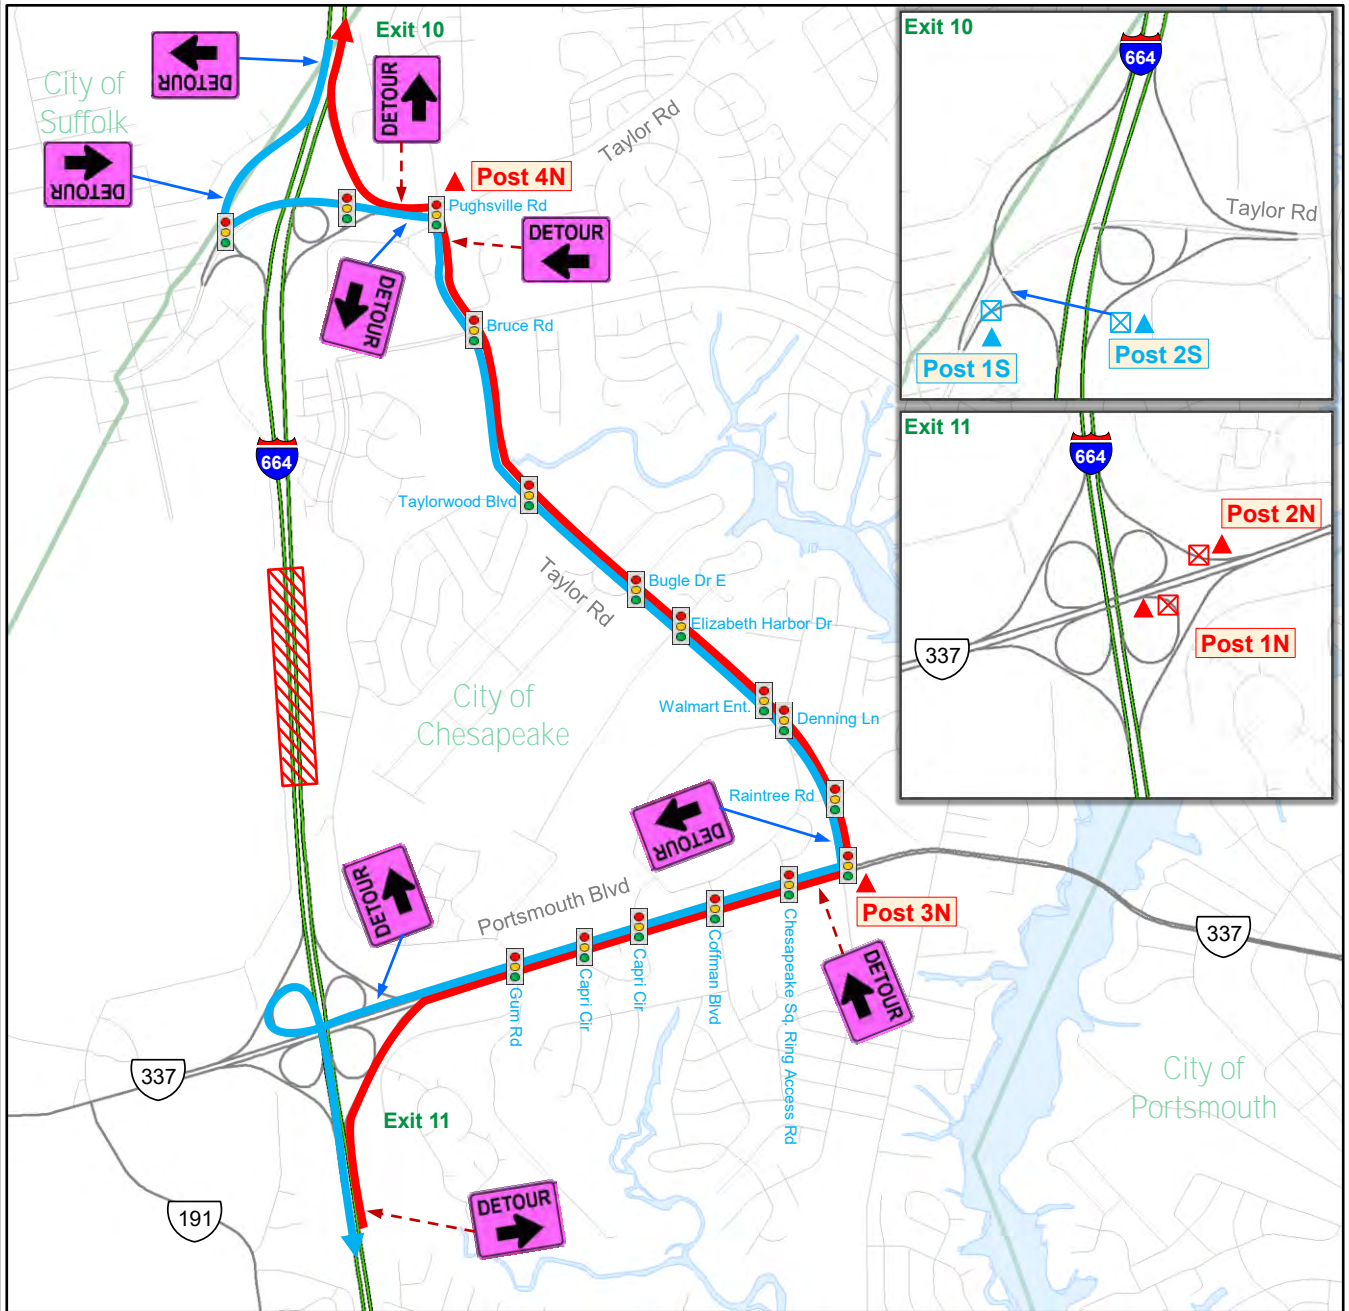 Exit 10
DETOUR
City of
Suffolk
DETOUR
Taylor Rd
DETOUR
Post 4N
Pughsville Rd
DETOUR
DETOUR
Bruce Rd
664
Taylorwood Blvd
Taylor Rd
Bugle Dr E
Elizabeth Harbor Dr
City of
Chesapeake
Walmart Ent.
Denning Ln
Raintree Rd
DETOUR
DETOUR
Portsmouth Blvd
Post 3N
337
DETOUR
Gum Rd
Capri Cir
Capri Cir
Coffman Blvd
Chesapeake Sq. Ring Access Rd
337
City of
Portsmouth
Exit 11
191
DETOUR
Exit 10
664
Taylor Rd
Post 1S
Post 2S
Exit 11
664
Post 2N
337
Post 1N